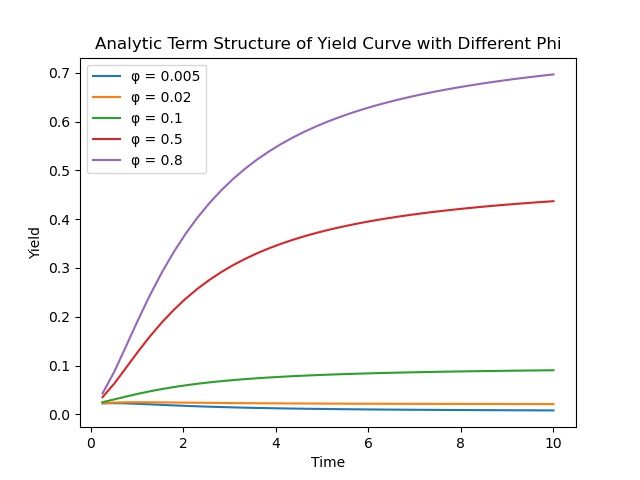 Analytic Term Structure of Yield Curve with Different Phi
φ = 0.005
φ = 0.02
φ = 0.1
φ = 0.5
φ = 0.8
Yield
0.7
0.6
0.5
0.4
0.3
0.2
0.1
0.0
0
2
4
6
8
10
Time